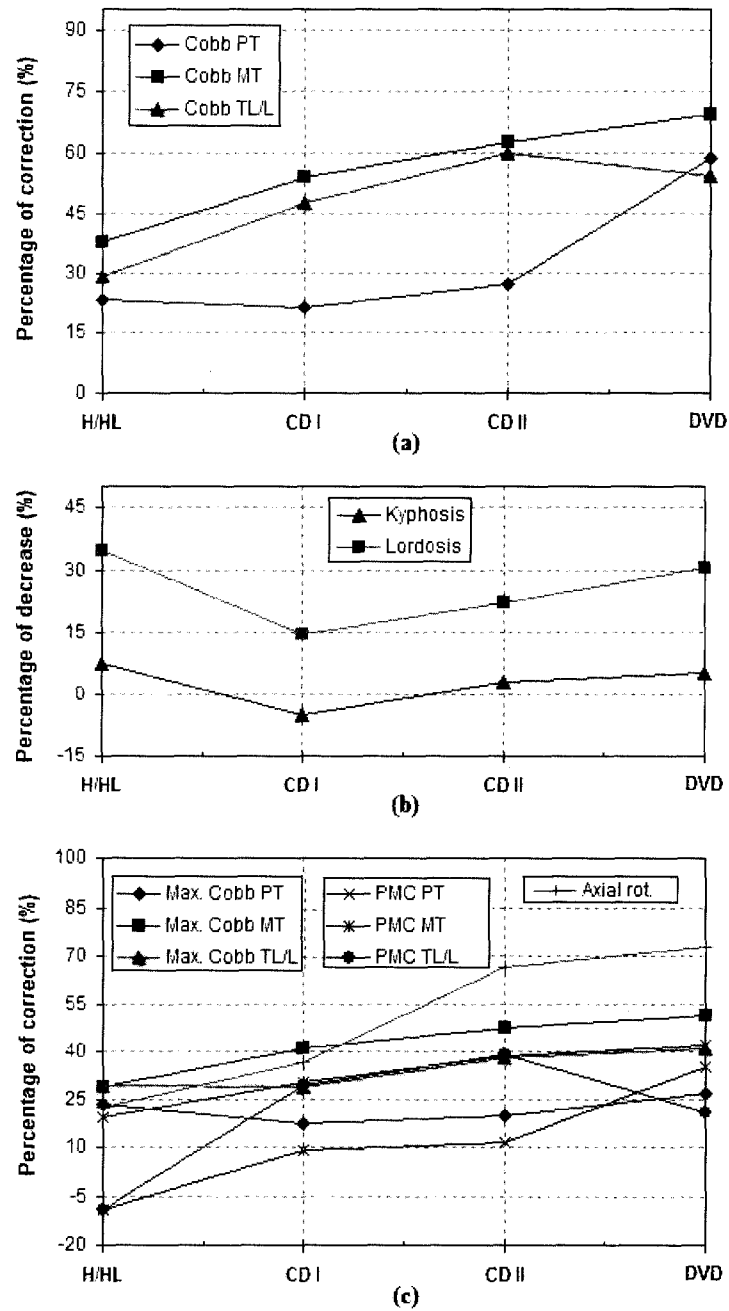 Percentage of correction (%)
90
75
60
45
30
15
0
Cobb PT
Cobb MT
Cobb TL/L
H/HL
CD I
CD II
DVD
(a)
Percentage of decrease (%)
45
30
15
0
-15
Kyphosis
Lordosis
H/HL
CD I
CD II
DVD
(b)
Percentage of correction (%)
100
85
70
55
40
25
10
-5
-20
Max. Cobb PT
Max. Cobb MT
Max. Cobb TL/L
PMC PT
PMC MT
PMC TL/L
Axial rot.
H/HL
CD I
CD II
DVD
(c)